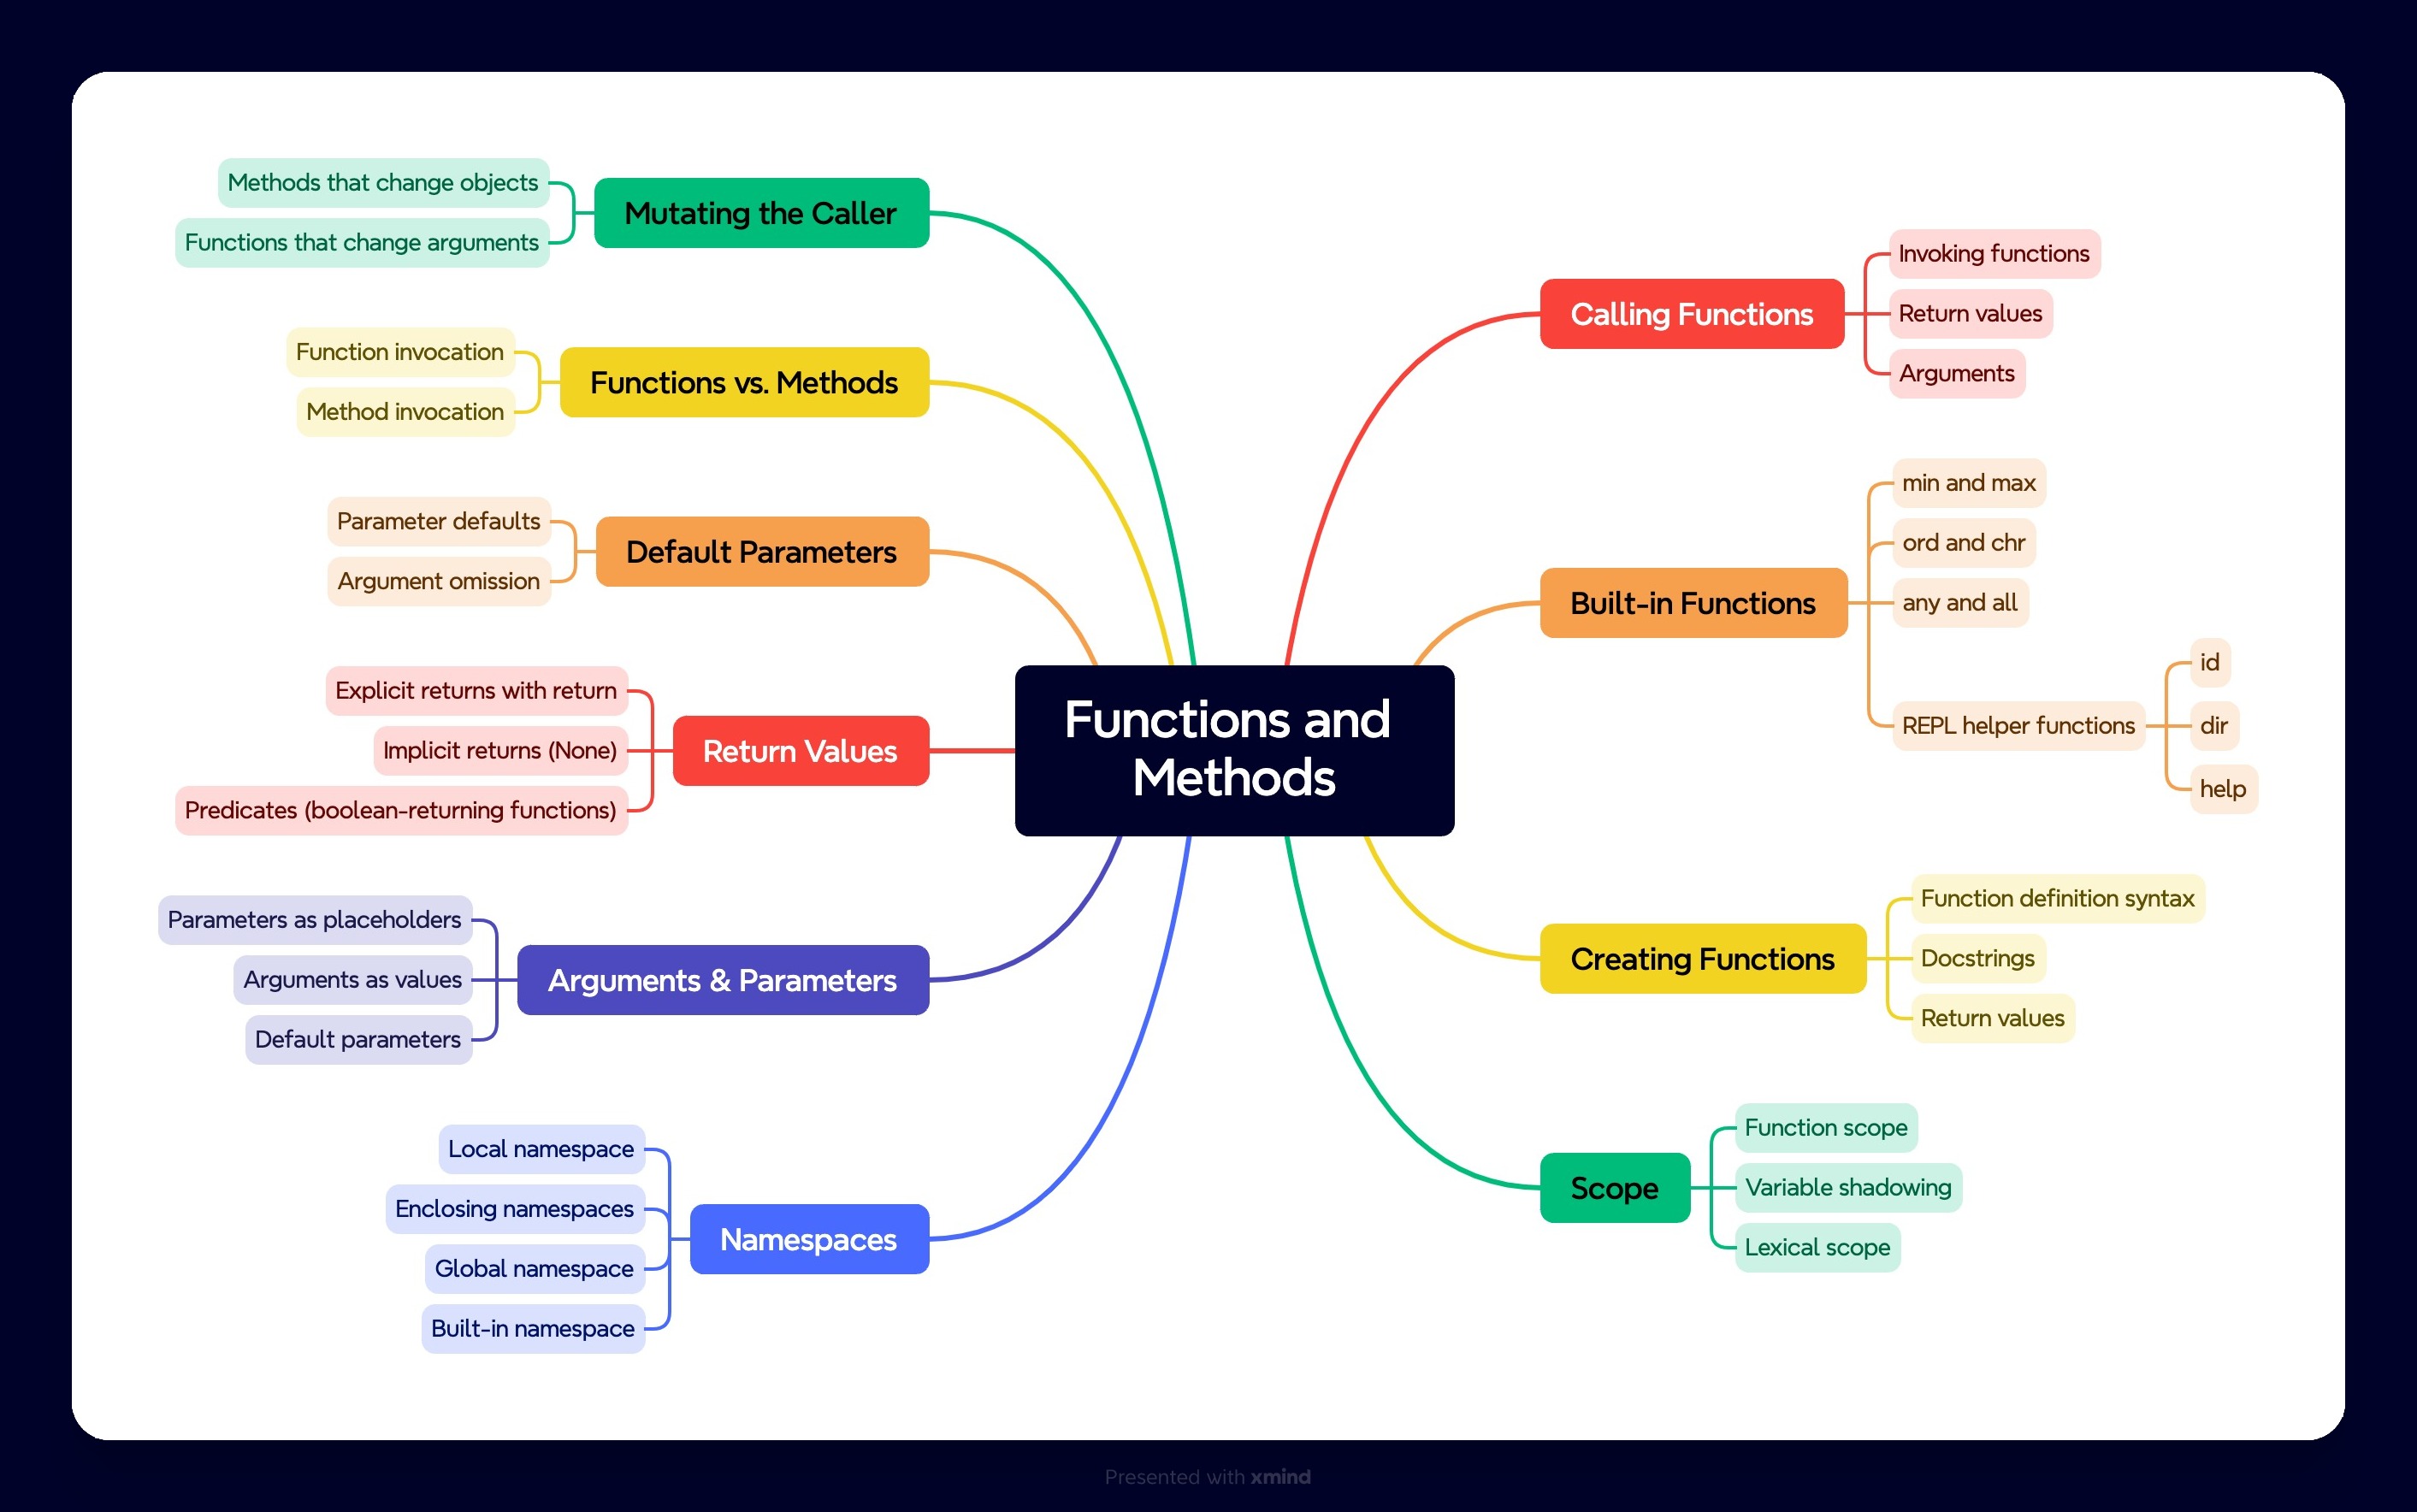 Methods that change objects
Functions that change arguments
Mutating the Caller
Function invocation
Method invocation
Functions vs. Methods
Parameter defaults
Argument omission
Default Parameters
Explicit returns with return
Implicit returns (None)
Predicates (boolean-returning functions)
Return Values
Parameters as placeholders
Arguments as values
Default parameters
Arguments & Parameters
Local namespace
Enclosing namespaces
Global namespace
Built-in namespace
Namespaces
Functions and
Methods
Calling Functions
Invoking functions
Return values
Arguments
Built-in Functions
min and max
ord and chr
any and all
REPL helper functions
id
dir
help
Creating Functions
Function definition syntax
Docstrings
Return values
Scope
Function scope
Variable shadowing
Lexical scope
Presented with xmind